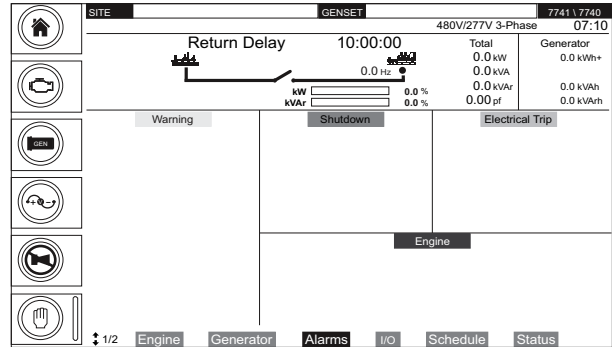 SITE GENSET 7741 \ 7740
480V/277V 3-Phase 07:10
Return Delay 10:00:00 Total Generator
0.0 kW 0.0 kWh+
0.0 Hz 0.0 kVA
kW 0.0 % 0.0 kVAr 0.0 kVAh
kVAr 0.0 % 0.00 pf 0.0 kVArh
Warning Shutdown Electrical Trip
GEN
Engine
1/2 Engine Generator Alarms I/O Schedule Status